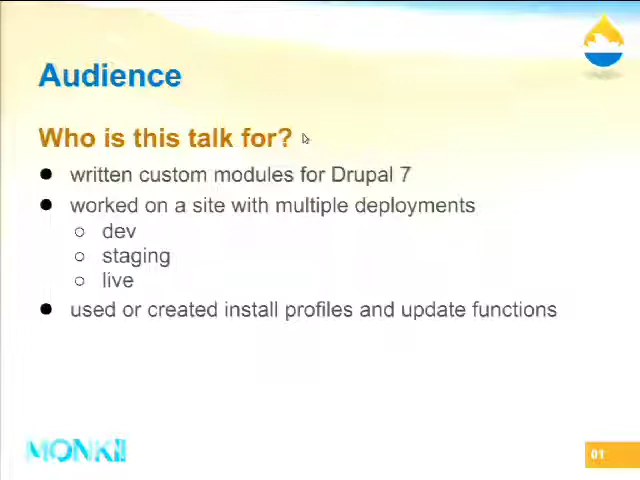 Audience
Who is this talk for?
written custom modules for Drupal 7
worked on a site with multiple deployments
dev
staging
live
used or created install profiles and update functions
MONKii
01